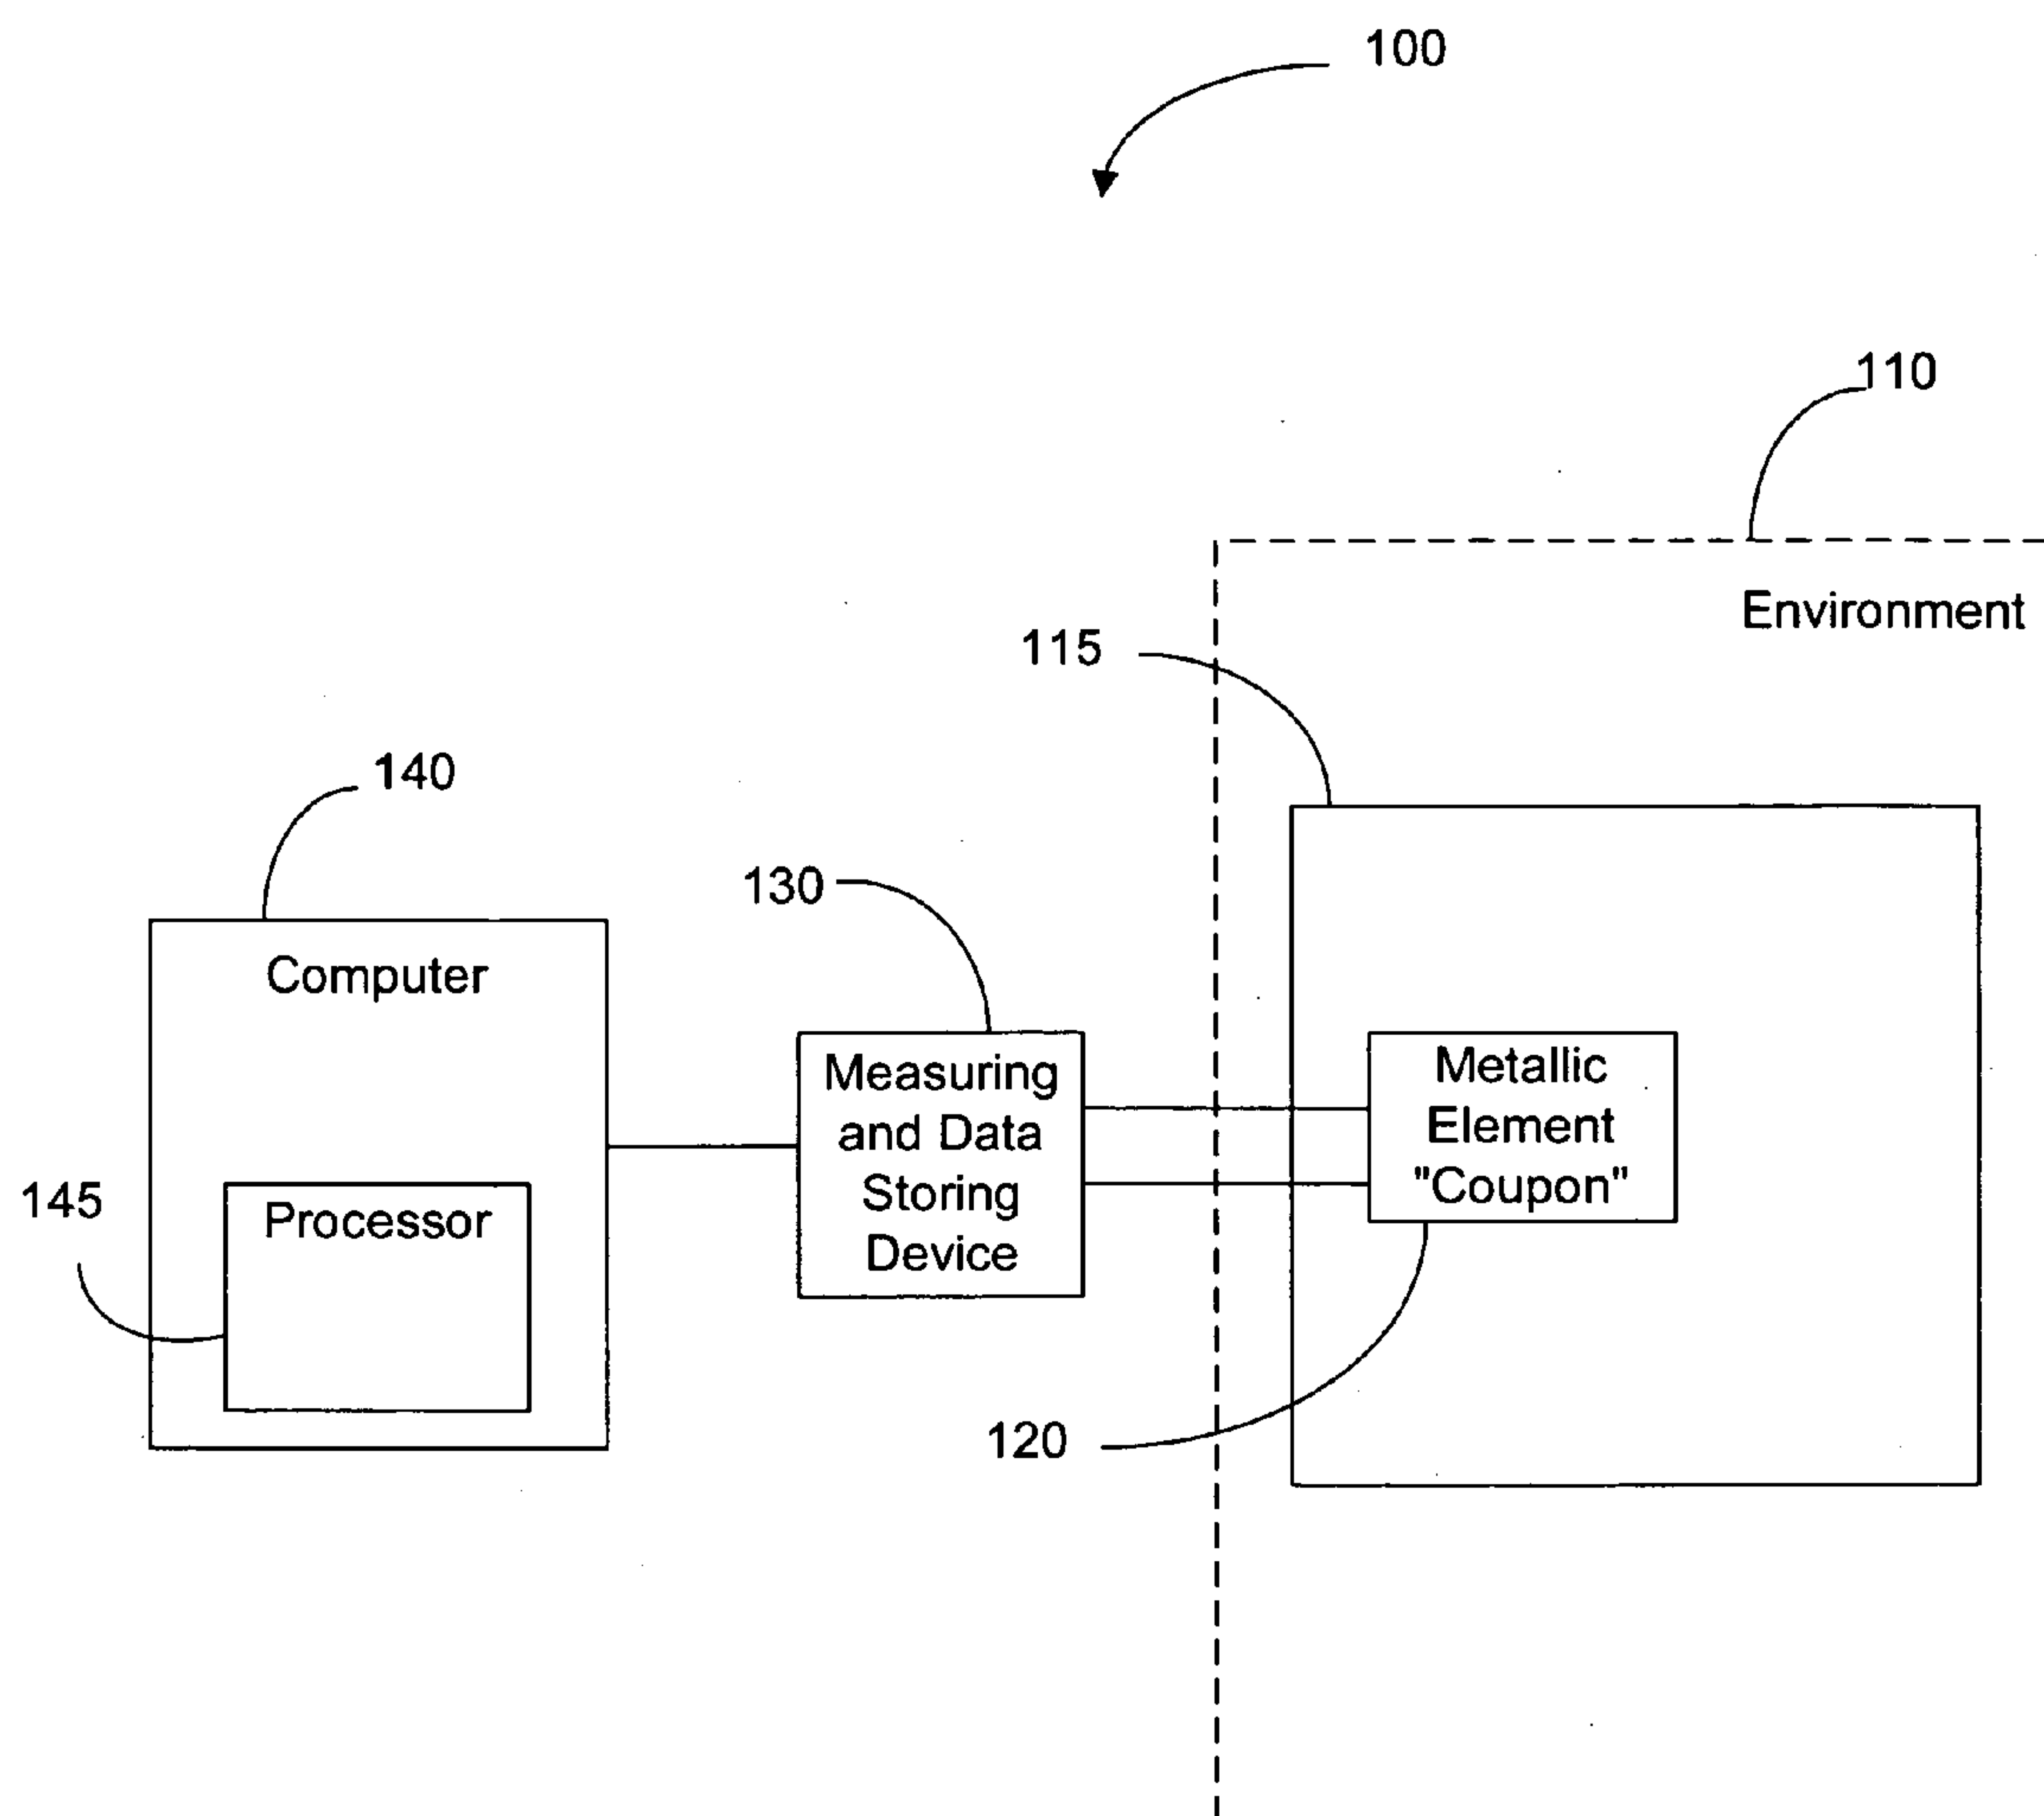 100
110
Environment
115
140
130
Computer
Measuring
and Data
Storing
Device
Metallic
Element
"Coupon"
145
Processor
120